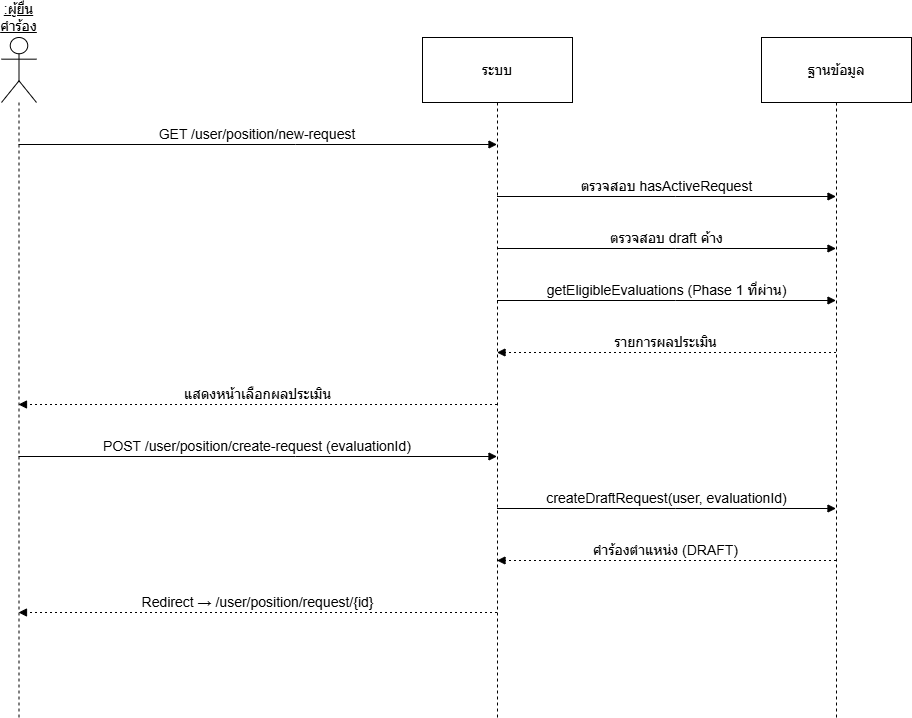 :ผู้ยื่น
คำร้อง
ระบบ
ฐานข้อมูล
GET /user/position/new-request
ตรวจสอบ hasActiveRequest
ตรวจสอบ draft ค้าง
getEligibleEvaluations (Phase 1 ที่ผ่าน)
รายการผลประเมิน
แสดงหน้าเลือกผลประเมิน
POST /user/position/create-request (evaluationId)
createDraftRequest(user, evaluationId)
คำร้องตำแหน่ง (DRAFT)
Redirect → /user/position/request/{id}